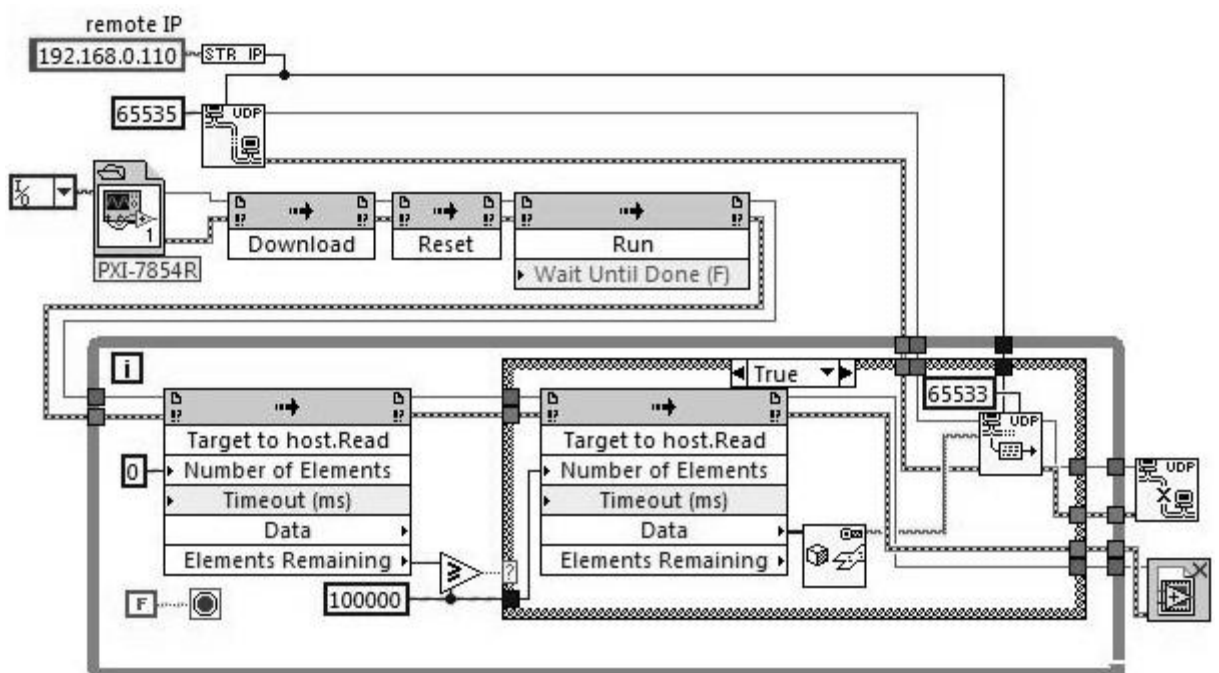 remote IP
192.168.0.110
STR IP
65535
UDP
I/O
1
PXI-7854R
Download
Reset
Run
Wait Until Done (F)
i
True
65533
UDP
Target to host.Read
Number of Elements
0
Timeout (ms)
Data
Elements Remaining
Target to host.Read
Number of Elements
Timeout (ms)
Data
Elements Remaining
?
UDP
F
100000